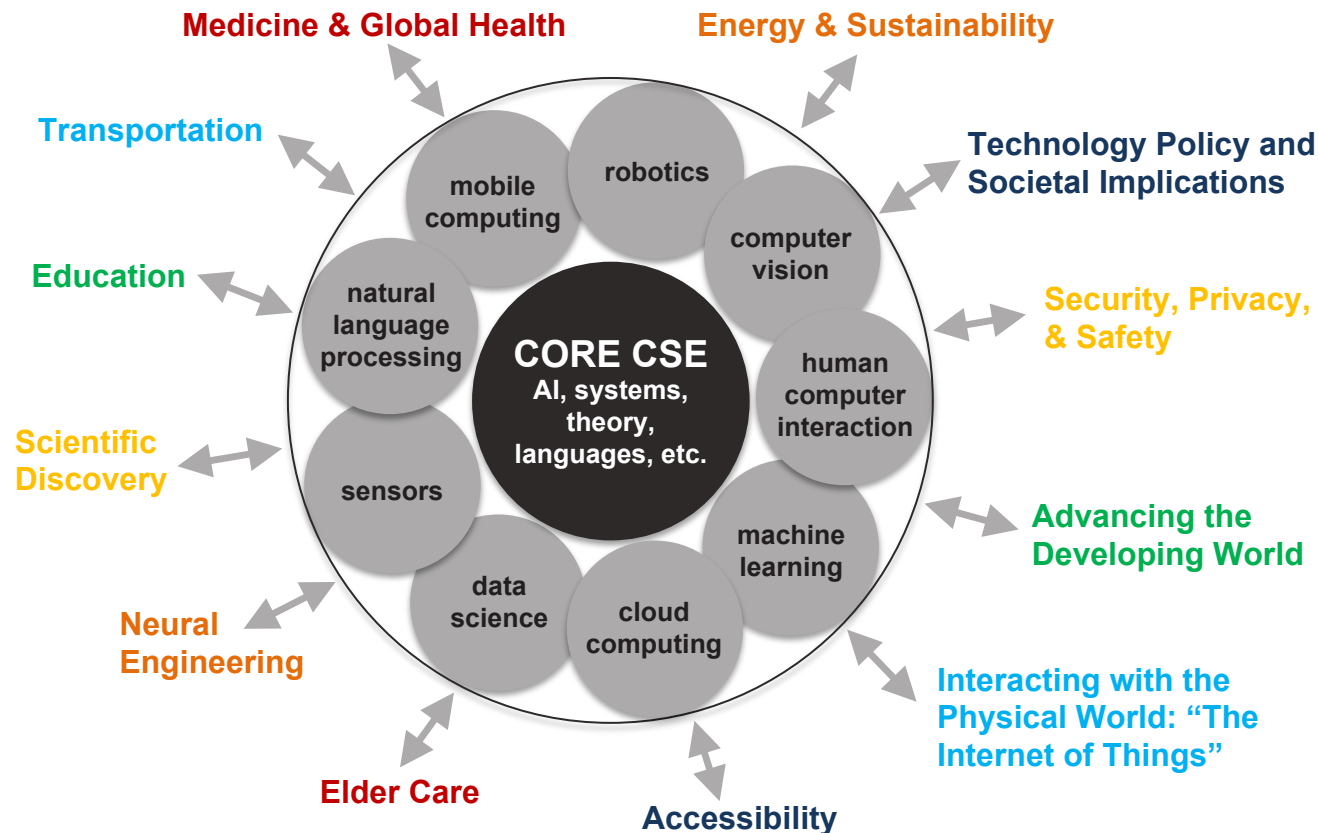 Medicine & Global Health
Energy & Sustainability
Transportation
Technology Policy and
Societal Implications
Education
Security, Privacy,
& Safety
Scientific
Discovery
Advancing the
Developing World
Neural
Engineering
Interacting with the
Physical World: “The
Internet of Things”
Elder Care
Accessibility
robotics
mobile
computing
computer
vision
natural
language
processing
human
computer
interaction
sensors
machine
learning
data
science
cloud
computing
CORE CSE
AI, systems,
theory,
languages, etc.